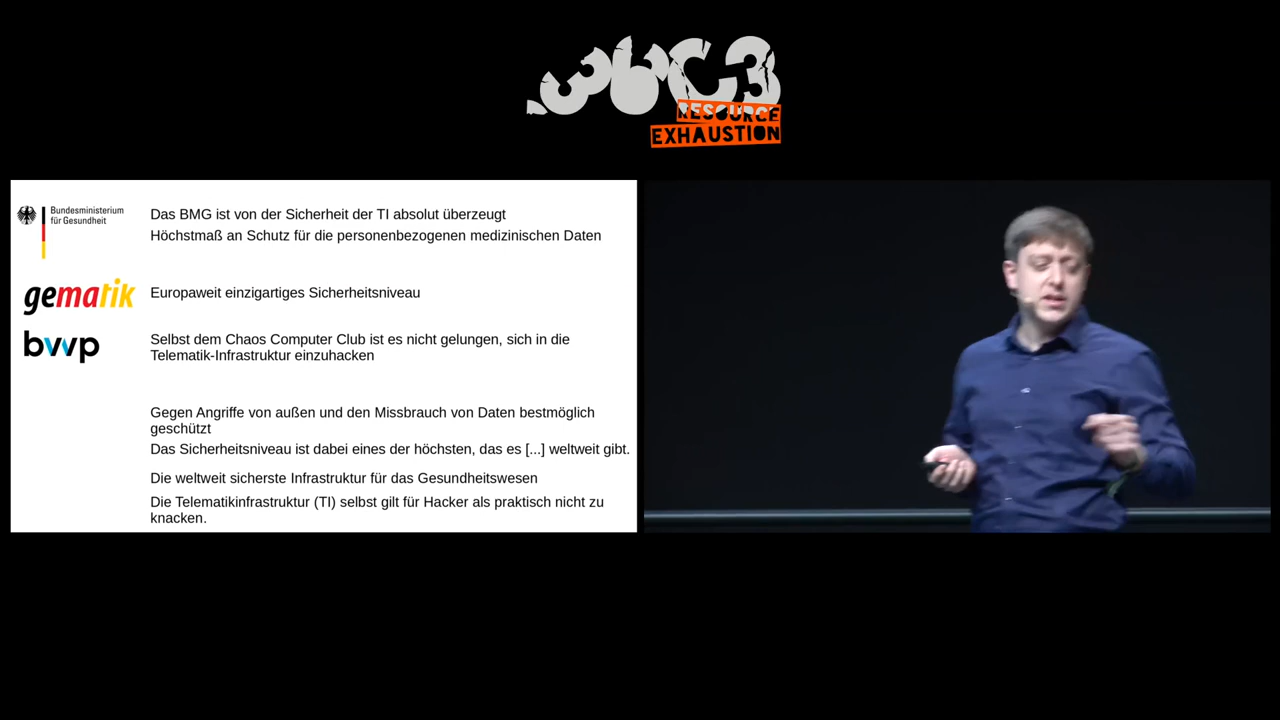 36C3
RESOURCE
EXHAUSTION
Bundesministerium
für Gesundheit
Das BMG ist von der Sicherheit der TI absolut überzeugt
Höchstmaß an Schutz für die personenbezogenen medizinischen Daten
gematik
Europaweit einzigartiges Sicherheitsniveau
bvvp
Selbst dem Chaos Computer Club ist es nicht gelungen, sich in die
Telematik-Infrastruktur einzuhacken
Gegen Angriffe von außen und den Missbrauch von Daten bestmöglich
geschützt
Das Sicherheitsniveau ist dabei eines der höchsten, das es [...] weltweit gibt.
Die weltweit sicherste Infrastruktur für das Gesundheitswesen
Die Telematikinfrastruktur (TI) selbst gilt für Hacker als praktisch nicht zu
knacken.